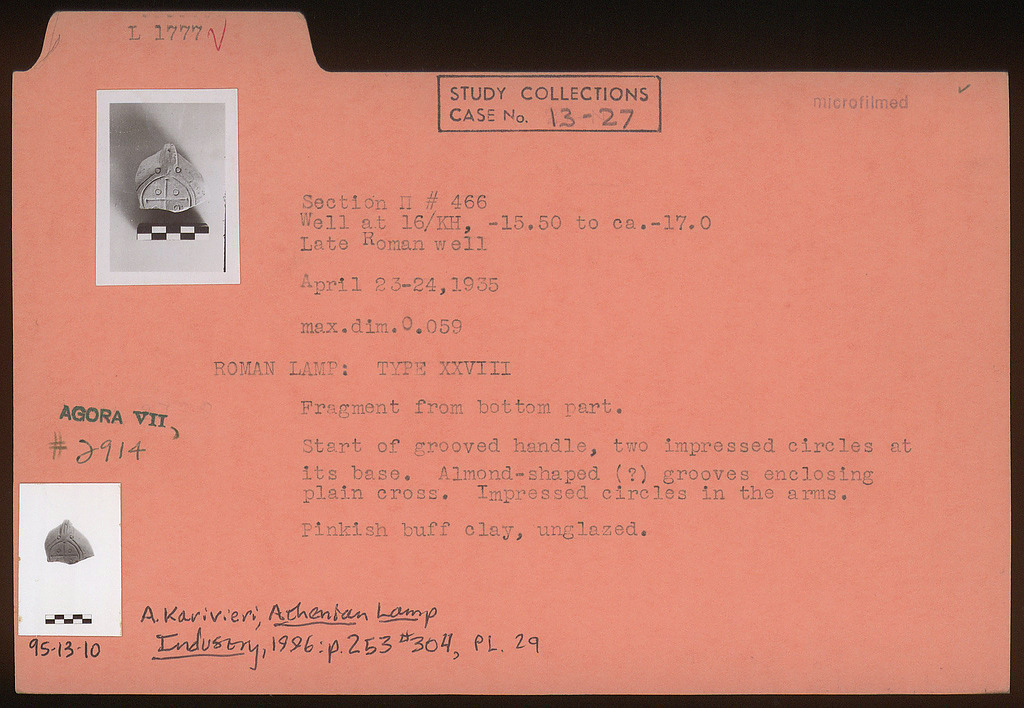 L 1777
STUDY COLLECTIONS
CASE No. 13-27
microfilmed
Section Π # 466
Well at 16/KH, -15.50 to ca.-17.0
Late Roman well
April 23-24,1935
max.dim.0.059
ROMAN LAMP: TYPE XXVIII
Fragment from bottom part.
Start of grooved handle, two impressed circles at
its base. Almond-shaped (?) grooves enclosing
plain cross. Impressed circles in the arms.
Pinkish buff clay, unglazed.
AGORA VII,
# 2914
95-13-10
A. Karivieri, Athenian Lamp
Industry, 1996: p. 253 #304, PL. 29